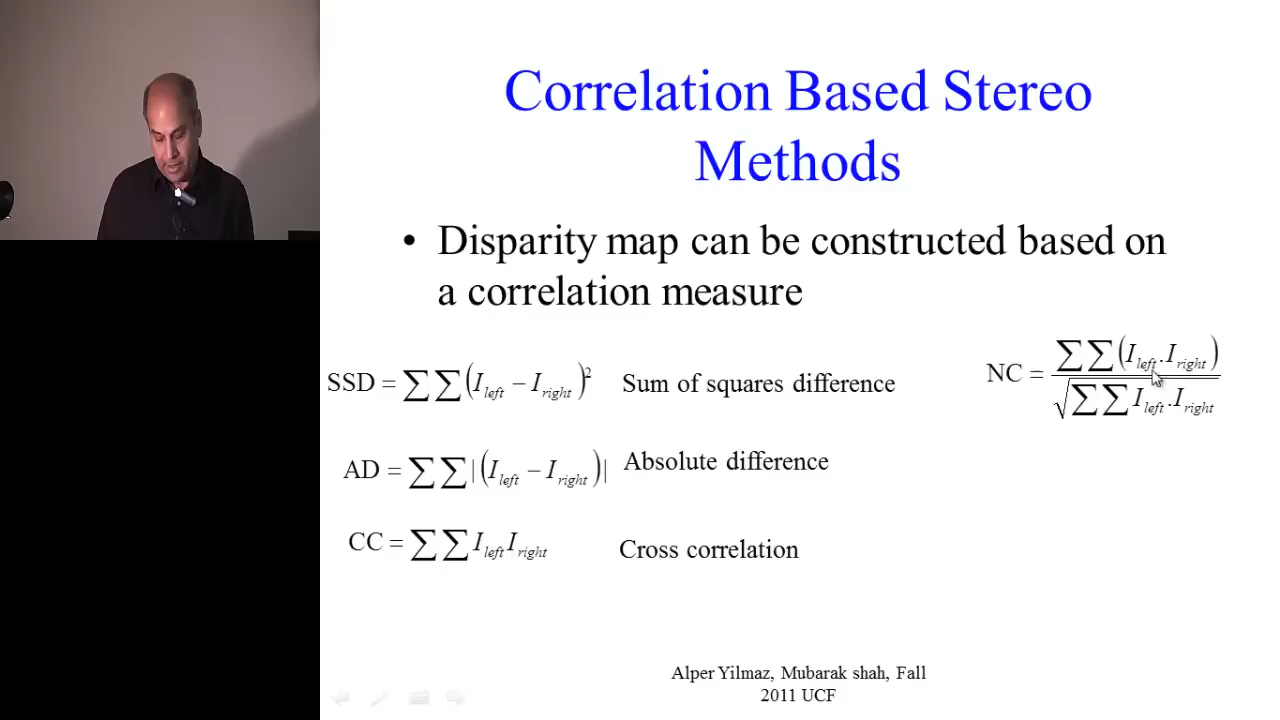 Correlation Based Stereo
Methods
• Disparity map can be constructed based on
a correlation measure
SSD = ∑∑(I_left − I_right)² Sum of squares difference
NC = ∑∑(I_left . I_right) / √(∑∑ I_left . I_right)
AD = ∑∑|(I_left − I_right)| Absolute difference
CC = ∑∑ I_left I_right Cross correlation
Alper Yilmaz, Mubarak shah, Fall
2011 UCF